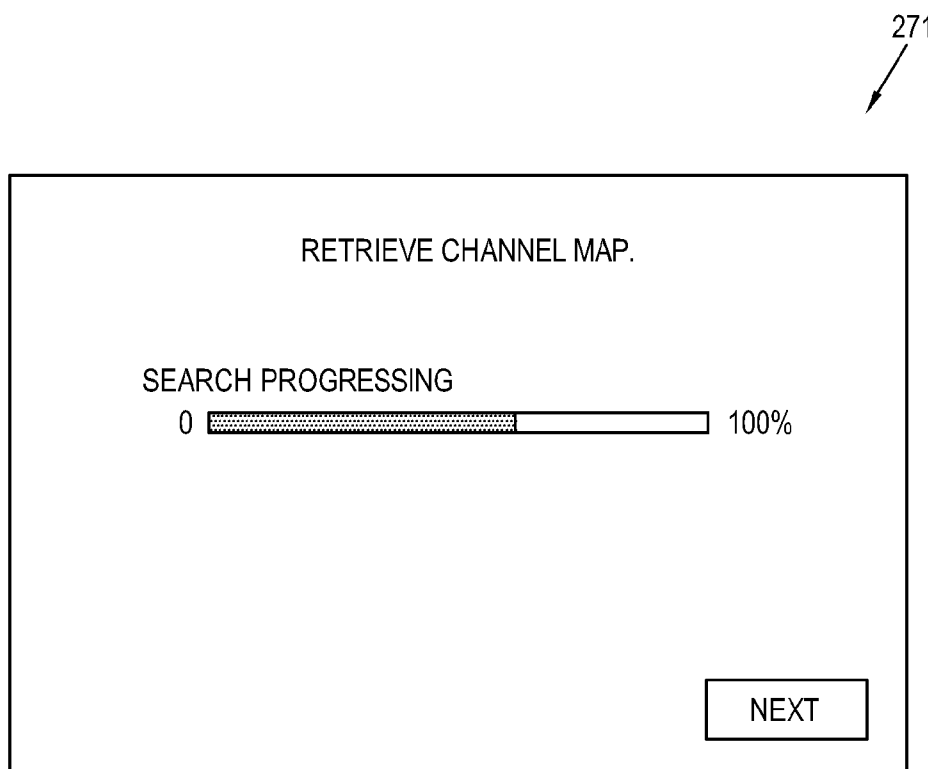 271
RETRIEVE CHANNEL MAP.
SEARCH PROGRESSING
0 100%
NEXT